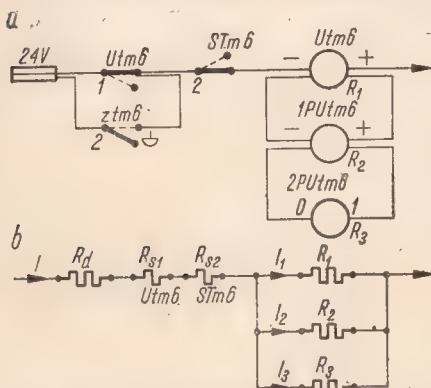 a
24V
Utm6
STm6
Utm6
1
2
− +
R1
ztm6
2
1PUtm6
− +
R2
2PUtm8
0 1
R3
b
I
Rd
Rs1
Rs2
Utm6. STm6
I1
R1
I2
R2
I3
R3